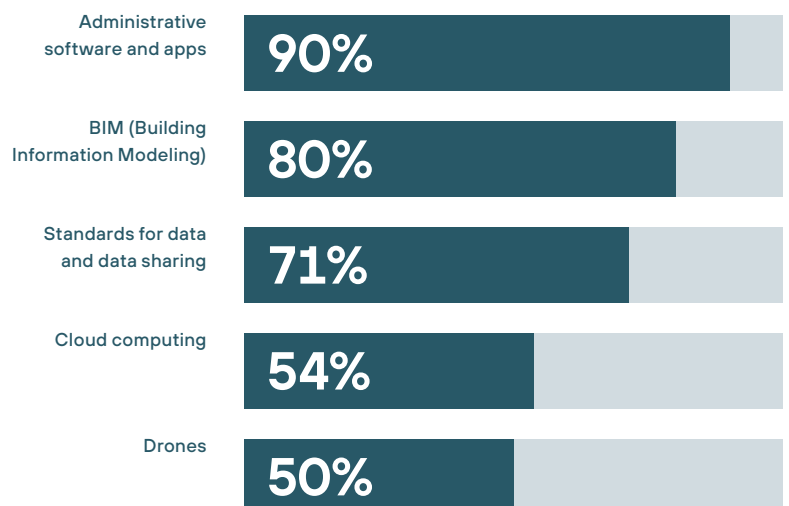 Administrative
software and apps
90%
BIM (Building
Information Modeling)
80%
Standards for data
and data sharing
71%
Cloud computing
54%
Drones
50%